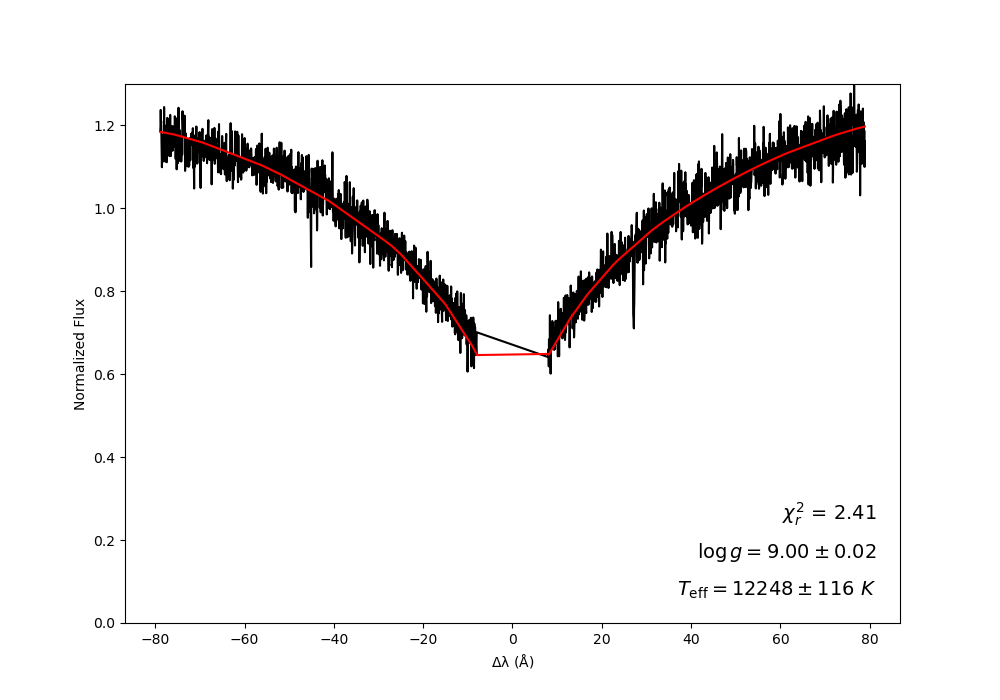 1.2
1.0
0.8
0.6
0.4
0.2
0.0
Normalized Flux
χ²ᵣ = 2.41
log g = 9.00 ± 0.02
T_eff = 12248 ± 116 K
−80 −60 −40 −20 0 20 40 60 80
Δλ (Å)